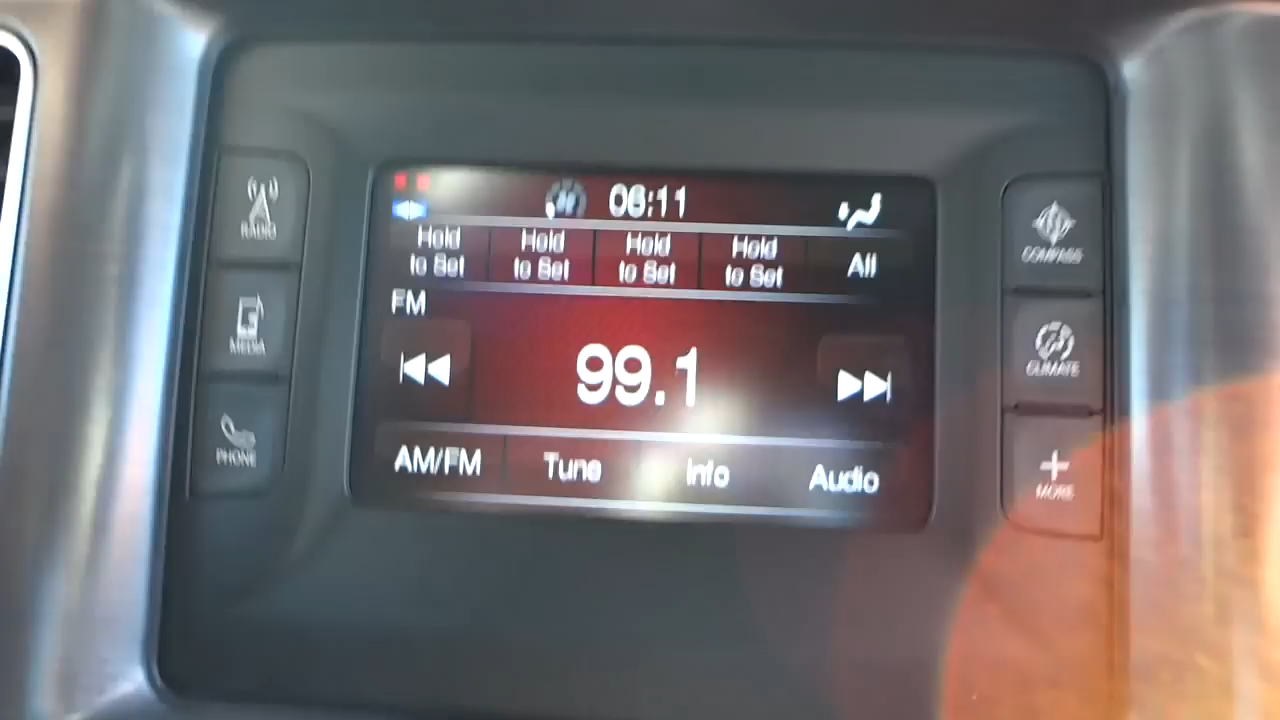 06:11
Hold Hold Hold Hold
to Set to Set to Set to Set All
FM
99.1
AM/FM Tune Info Audio
RADIO
MEDIA
PHONE
COMPASS
CLIMATE
MORE